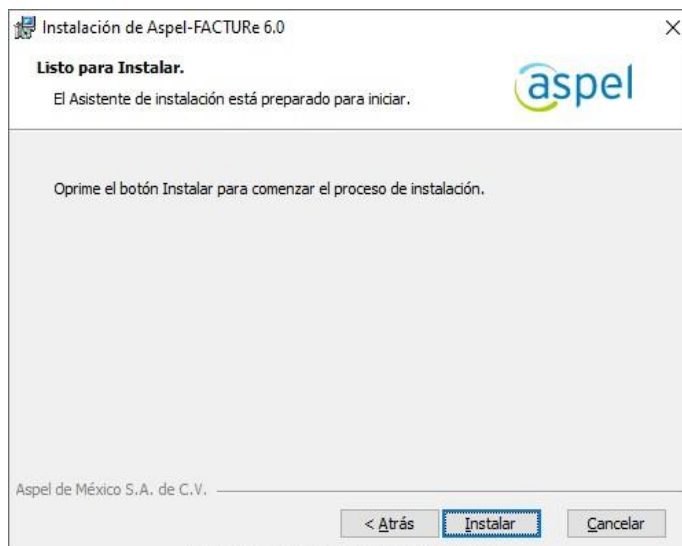 Instalación de Aspel-FACTURe 6.0
Listo para Instalar.
El Asistente de instalación está preparado para iniciar.
aspel
Oprime el botón Instalar para comenzar el proceso de instalación.
Aspel de México S.A. de C.V.
< Atrás Instalar Cancelar